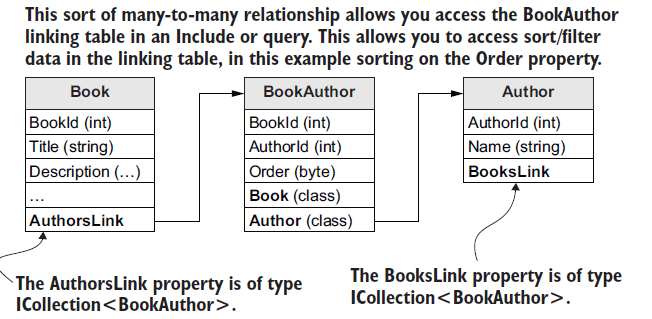 This sort of many-to-many relationship allows you access the BookAuthor
linking table in an Include or query. This allows you to access sort/filter
data in the linking table, in this example sorting on the Order property.
Book
BookId (int)
Title (string)
Description (...)
...
AuthorsLink
BookAuthor
BookId (int)
AuthorId (int)
Order (byte)
Book (class)
Author (class)
Author
AuthorId (int)
Name (string)
BooksLink
The AuthorsLink property is of type
ICollection<BookAuthor>.
The BooksLink property is of type
ICollection<BookAuthor>.